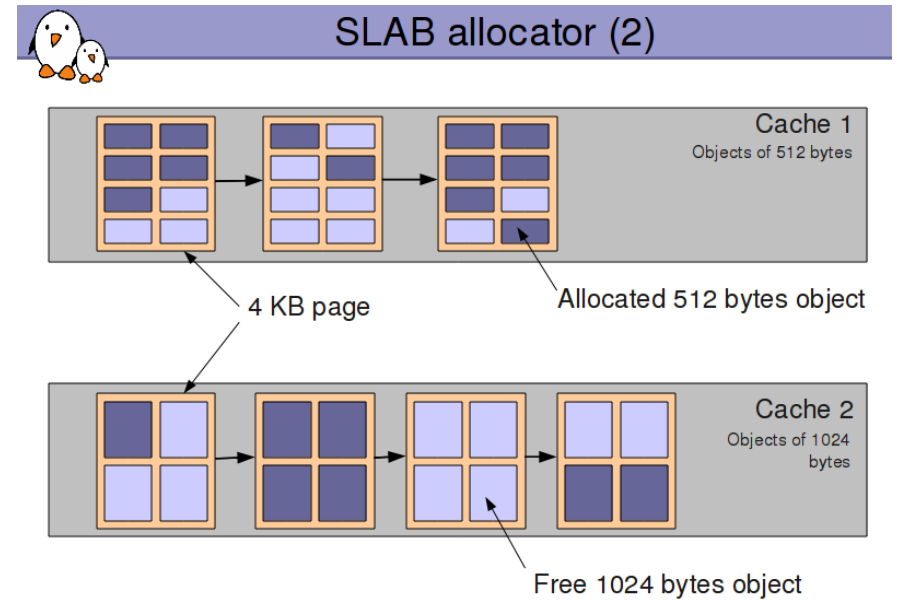 SLAB allocator (2)
Cache 1
Objects of 512 bytes
4 KB page
Allocated 512 bytes object
Cache 2
Objects of 1024
bytes
Free 1024 bytes object